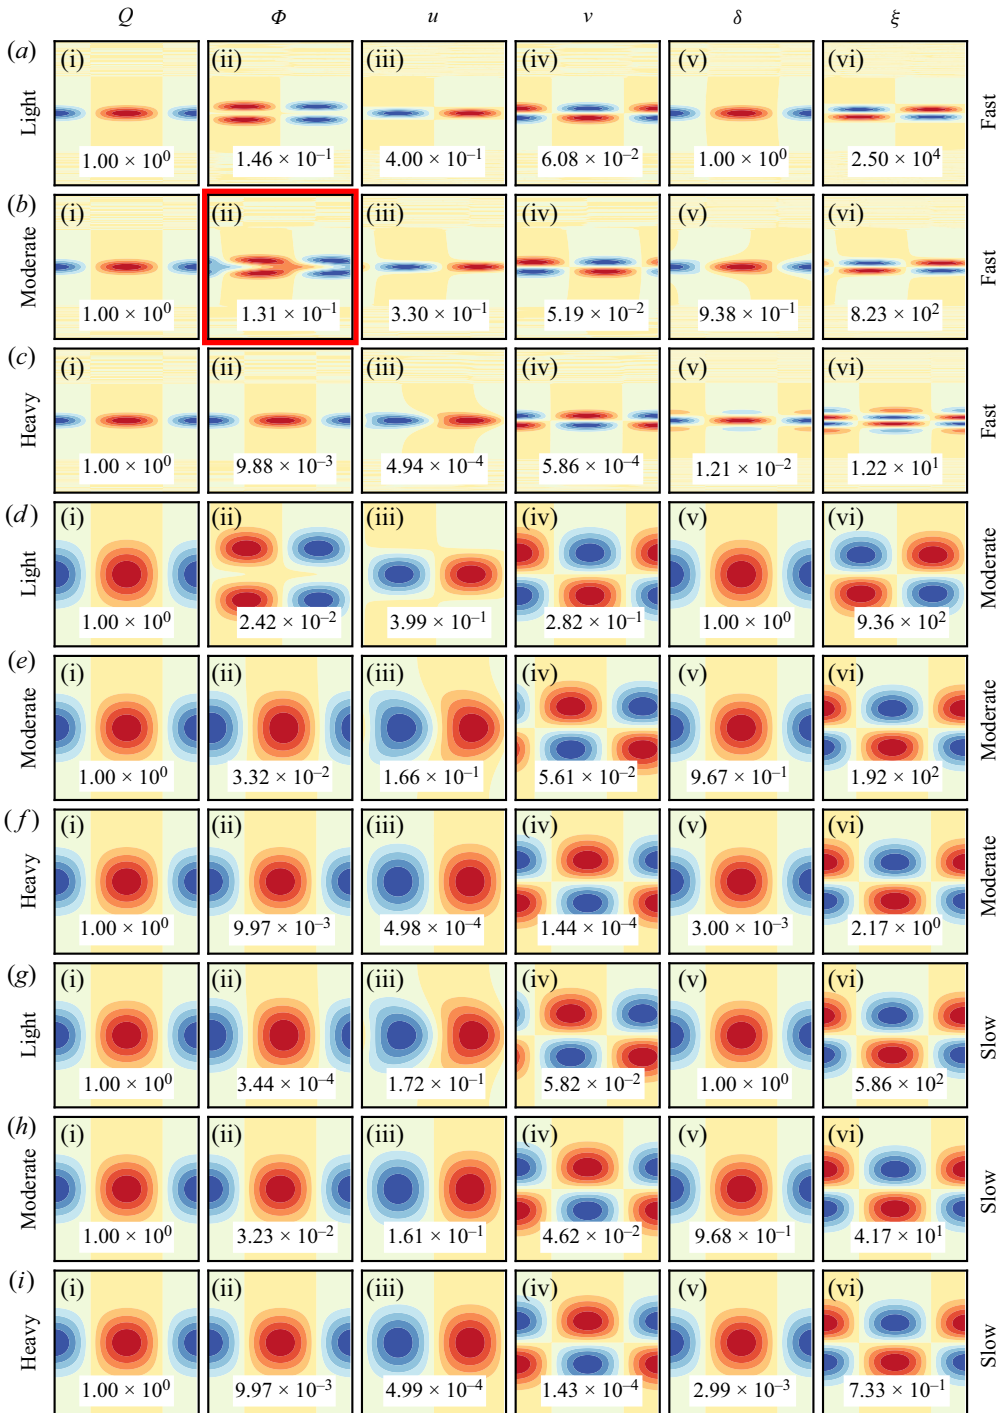 Q Φ u v δ ξ
(a) Light (i) (ii) (iii) (iv) (v) (vi) Fast
1.00 × 10⁰ 1.46 × 10⁻¹ 4.00 × 10⁻¹ 6.08 × 10⁻² 1.00 × 10⁰ 2.50 × 10⁴
(b) Moderate (i) (ii) (iii) (iv) (v) (vi) Fast
1.00 × 10⁰ 1.31 × 10⁻¹ 3.30 × 10⁻¹ 5.19 × 10⁻² 9.38 × 10⁻¹ 8.23 × 10²
(c) Heavy (i) (ii) (iii) (iv) (v) (vi) Fast
1.00 × 10⁰ 9.88 × 10⁻³ 4.94 × 10⁻⁴ 5.86 × 10⁻⁴ 1.21 × 10⁻² 1.22 × 10¹
(d) Light (i) (ii) (iii) (iv) (v) (vi) Moderate
1.00 × 10⁰ 2.42 × 10⁻² 3.99 × 10⁻¹ 2.82 × 10⁻¹ 1.00 × 10⁰ 9.36 × 10²
(e) Moderate (i) (ii) (iii) (iv) (v) (vi) Moderate
1.00 × 10⁰ 3.32 × 10⁻² 1.66 × 10⁻¹ 5.61 × 10⁻² 9.67 × 10⁻¹ 1.92 × 10²
(f) Heavy (i) (ii) (iii) (iv) (v) (vi) Moderate
1.00 × 10⁰ 9.97 × 10⁻³ 4.98 × 10⁻⁴ 1.44 × 10⁻⁴ 3.00 × 10⁻³ 2.17 × 10⁰
(g) Light (i) (ii) (iii) (iv) (v) (vi) Slow
1.00 × 10⁰ 3.44 × 10⁻⁴ 1.72 × 10⁻¹ 5.82 × 10⁻² 1.00 × 10⁰ 5.86 × 10²
(h) Moderate (i) (ii) (iii) (iv) (v) (vi) Slow
1.00 × 10⁰ 3.23 × 10⁻² 1.61 × 10⁻¹ 4.62 × 10⁻² 9.68 × 10⁻¹ 4.17 × 10¹
(i) Heavy (i) (ii) (iii) (iv) (v) (vi) Slow
1.00 × 10⁰ 9.97 × 10⁻³ 4.99 × 10⁻⁴ 1.43 × 10⁻⁴ 2.99 × 10⁻³ 7.33 × 10⁻¹